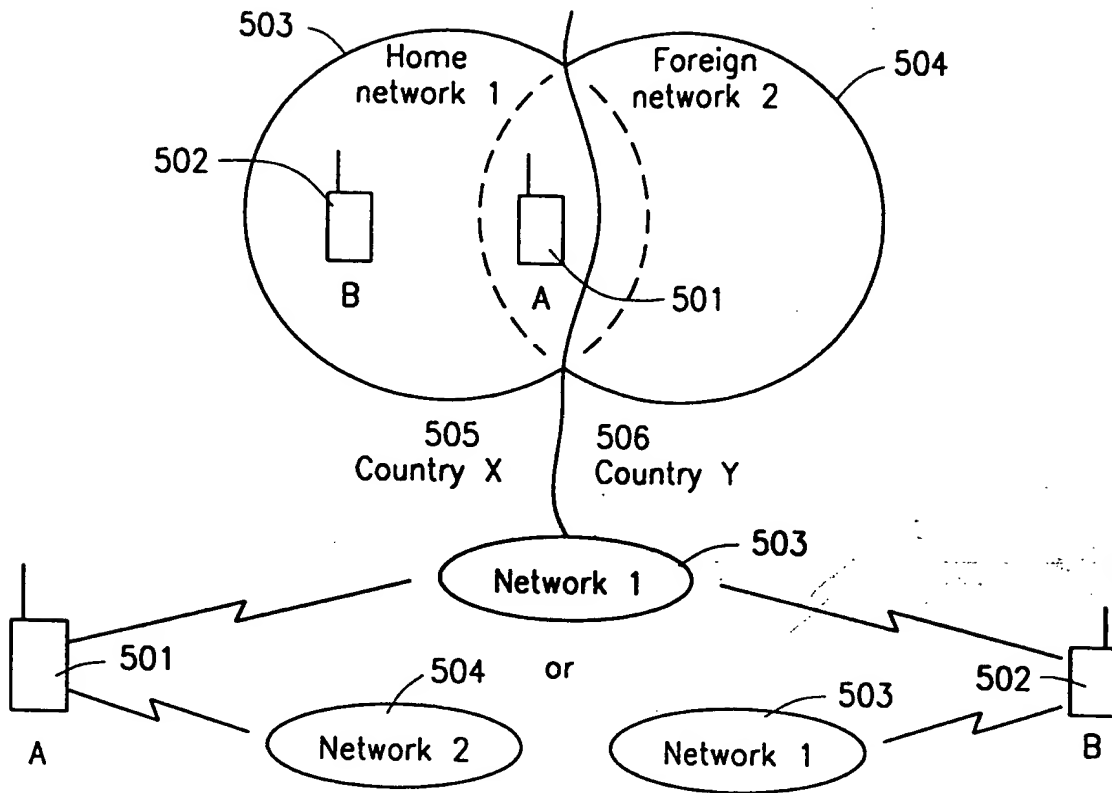 503
Home
network 1
Foreign
network 2
504
502
B
A
501
505
Country X
506
Country Y
Network 1
503
501
A
504
Network 2
or
503
Network 1
502
B